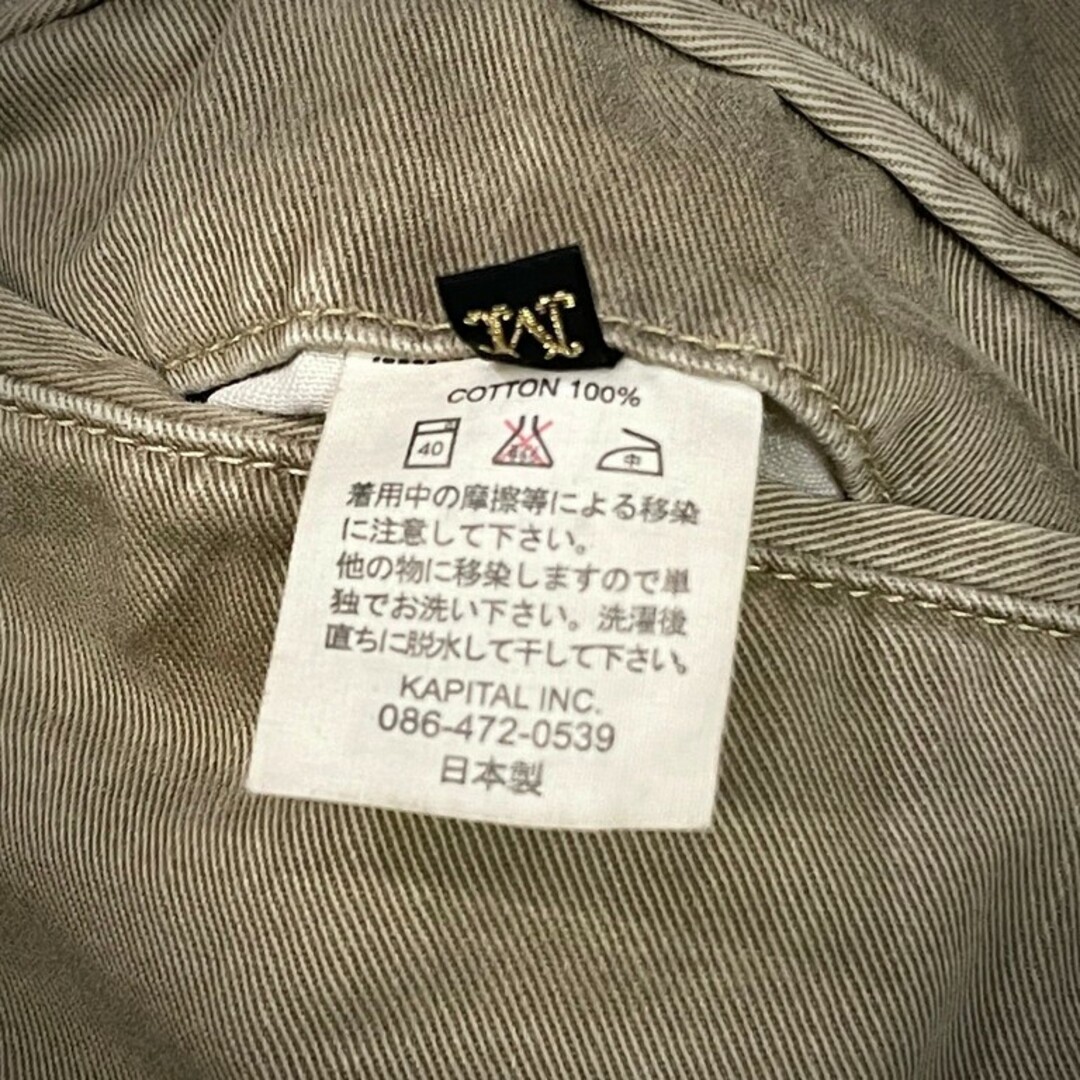 M
COTTON 100%
40 中
着用中の摩擦等による移染
に注意して下さい。
他の物に移染しますので単
独でお洗い下さい。洗濯後
直ちに脱水して干して下さい。
KAPITAL INC.
086-472-0539
日本製